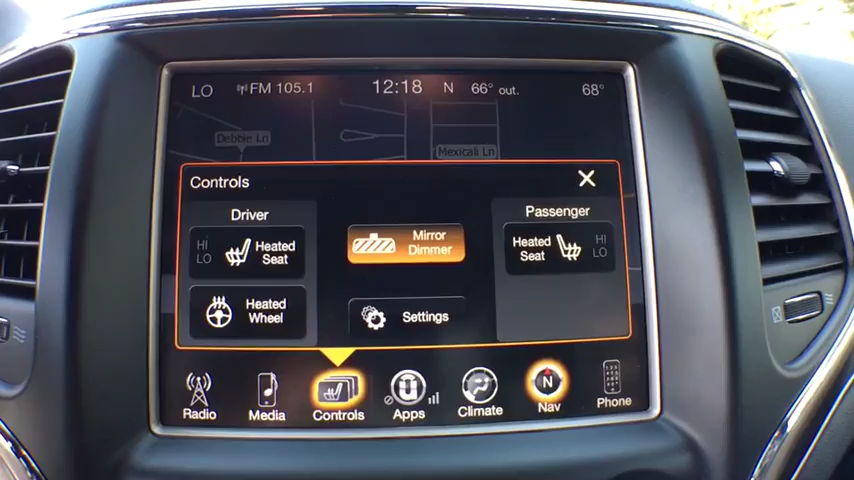 LO FM 105.1 12:18 N 66° out. 68°
Debbie Ln
Mexicali Ln
Controls
Driver
Passenger
HI
LO
Heated
Seat
Mirror
Dimmer
Heated
Seat
HI
LO
Heated
Wheel
Settings
Radio
Media
Controls
Apps
Climate
N
Nav
Phone